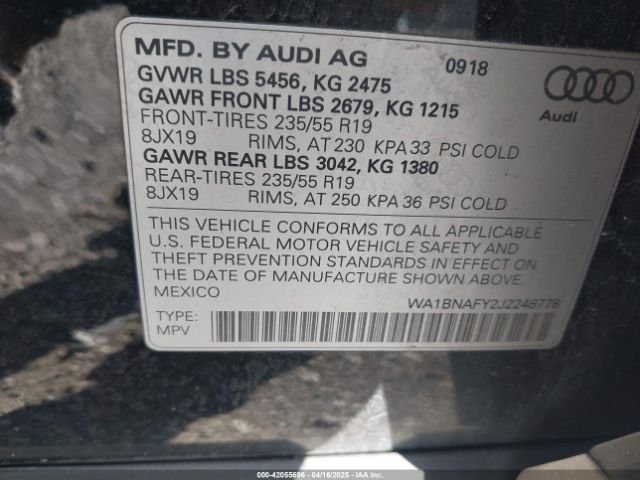 MFD. BY AUDI AG 0918
GVWR LBS 5456, KG 2475
GAWR FRONT LBS 2679, KG 1215
FRONT-TIRES 235/55 R19
8JX19 RIMS, AT 230 KPA 33 PSI COLD
GAWR REAR LBS 3042, KG 1380
REAR-TIRES 235/55 R19
8JX19 RIMS, AT 250 KPA 36 PSI COLD
Audi
THIS VEHICLE CONFORMS TO ALL APPLICABLE
U.S. FEDERAL MOTOR VEHICLE SAFETY AND
THEFT PREVENTION STANDARDS IN EFFECT ON
THE DATE OF MANUFACTURE SHOWN ABOVE.
MEXICO
WA1BNAFY2J2248778
TYPE:
MPV
000-42055686 - 04/16/2025 -